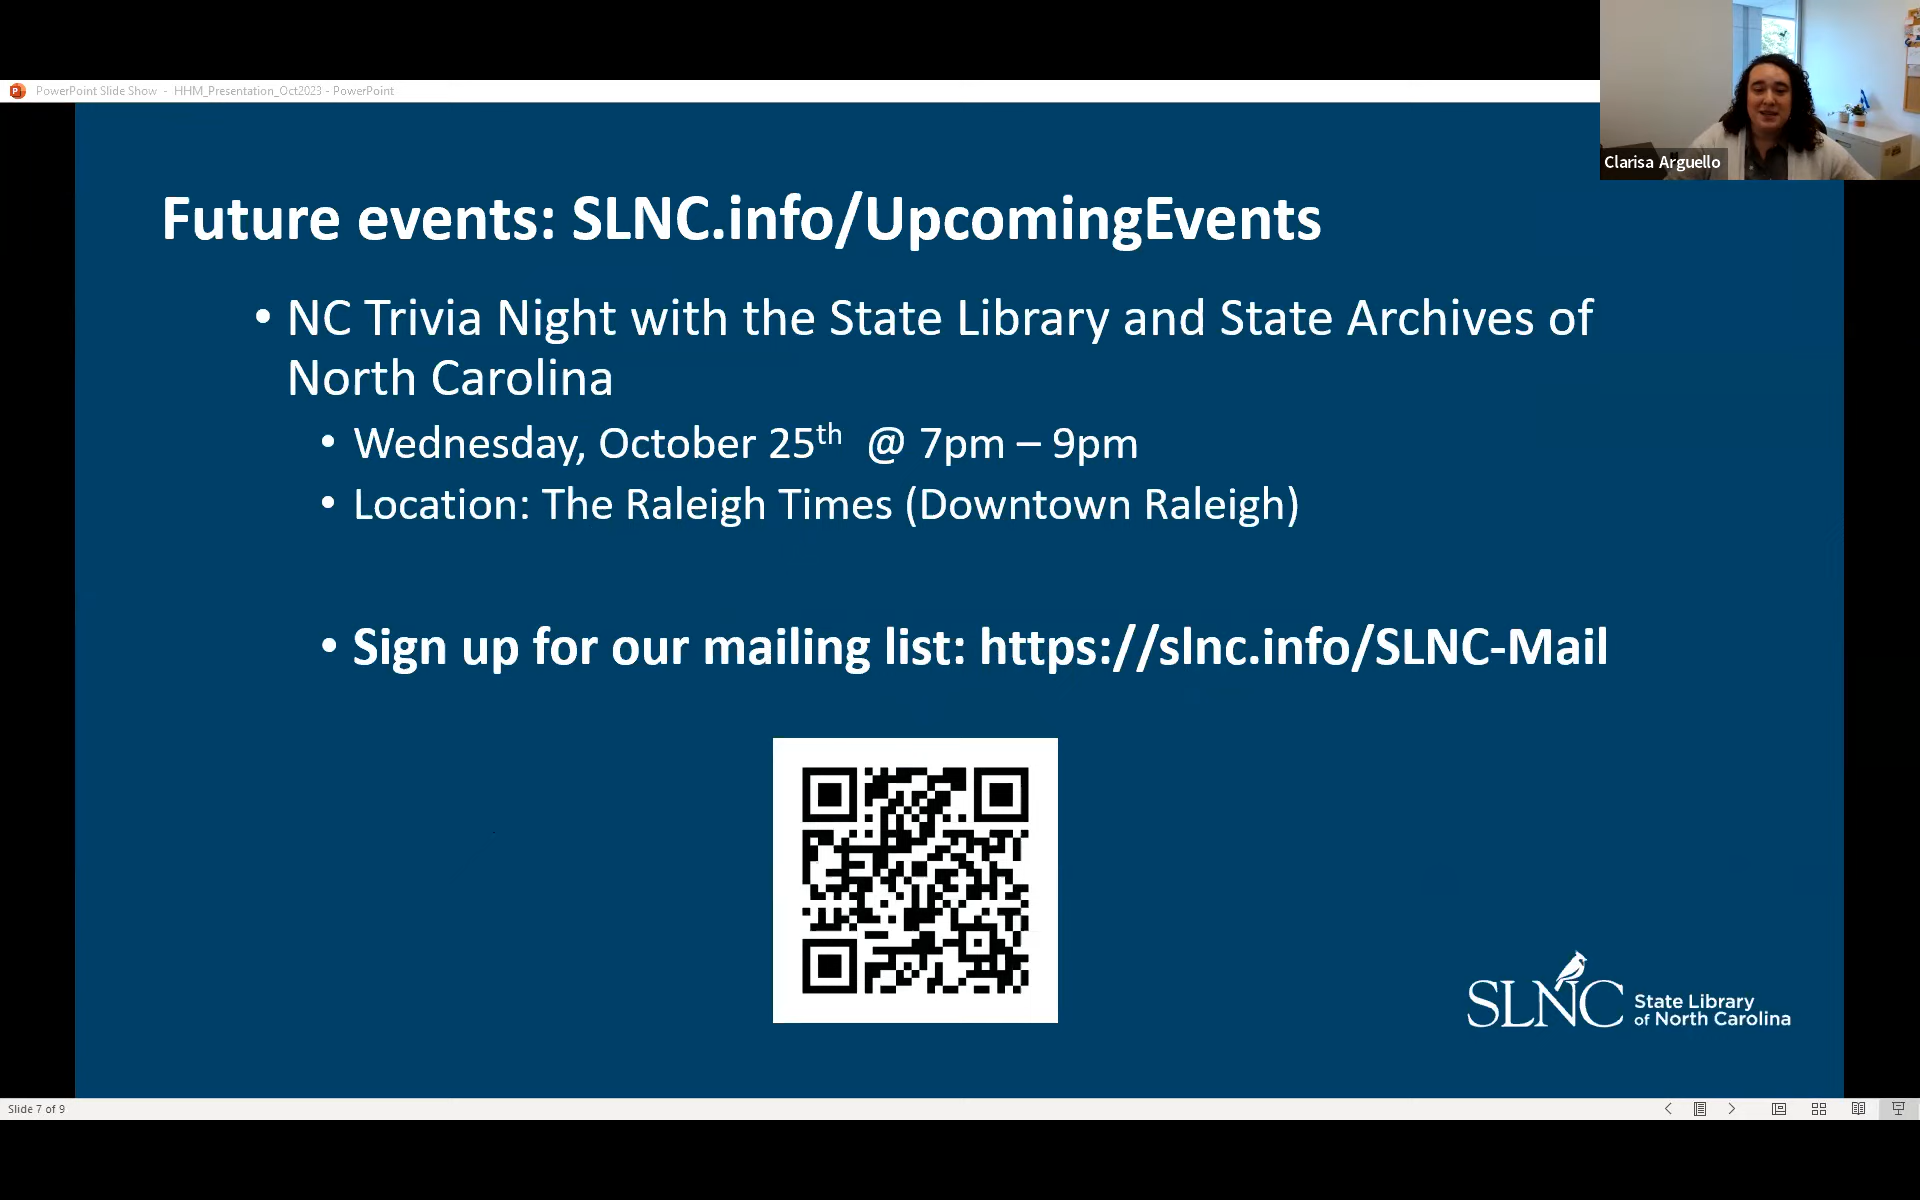 PowerPoint Slide Show - HHM_Presentation_Oct2023 - PowerPoint
Clarisa Arguello
Future events: SLNC.info/UpcomingEvents
• NC Trivia Night with the State Library and State Archives of
North Carolina
• Wednesday, October 25th @ 7pm – 9pm
• Location: The Raleigh Times (Downtown Raleigh)
• Sign up for our mailing list: https://slnc.info/SLNC-Mail
SLNC State Library
of North Carolina
Slide 7 of 9